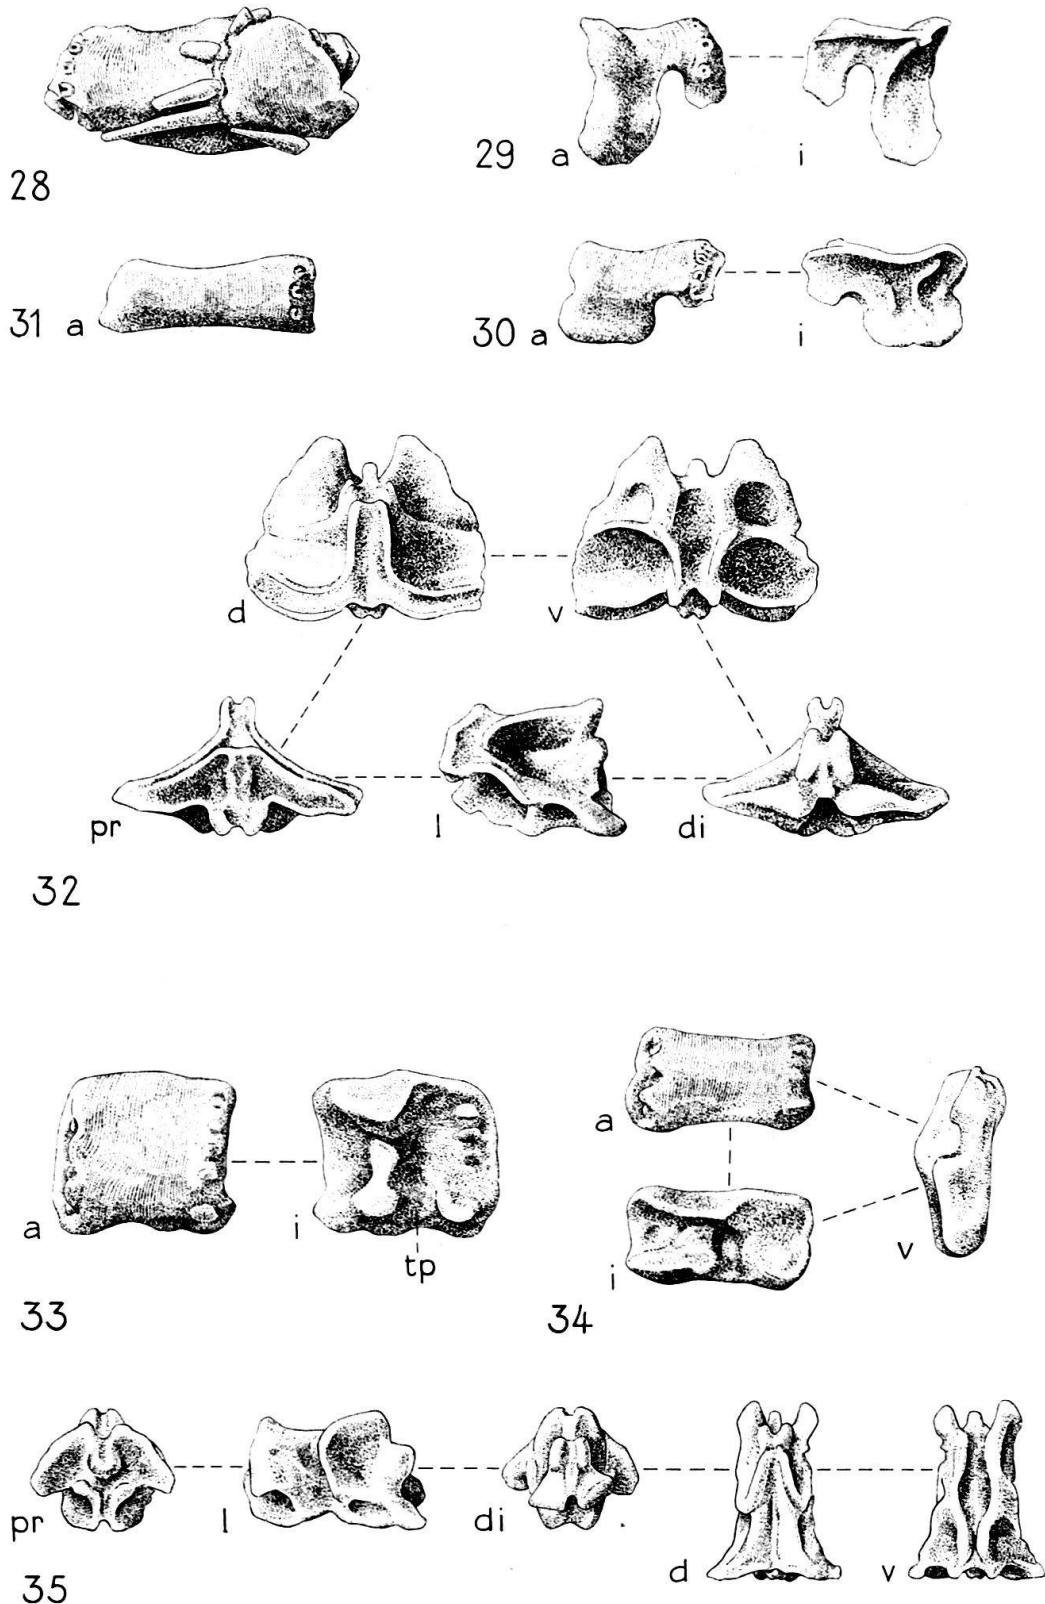 28
29 a i
31 a
30 a i
d v
pr l di
32
a i
tp
33
a
i
v
34
pr l di d v
35